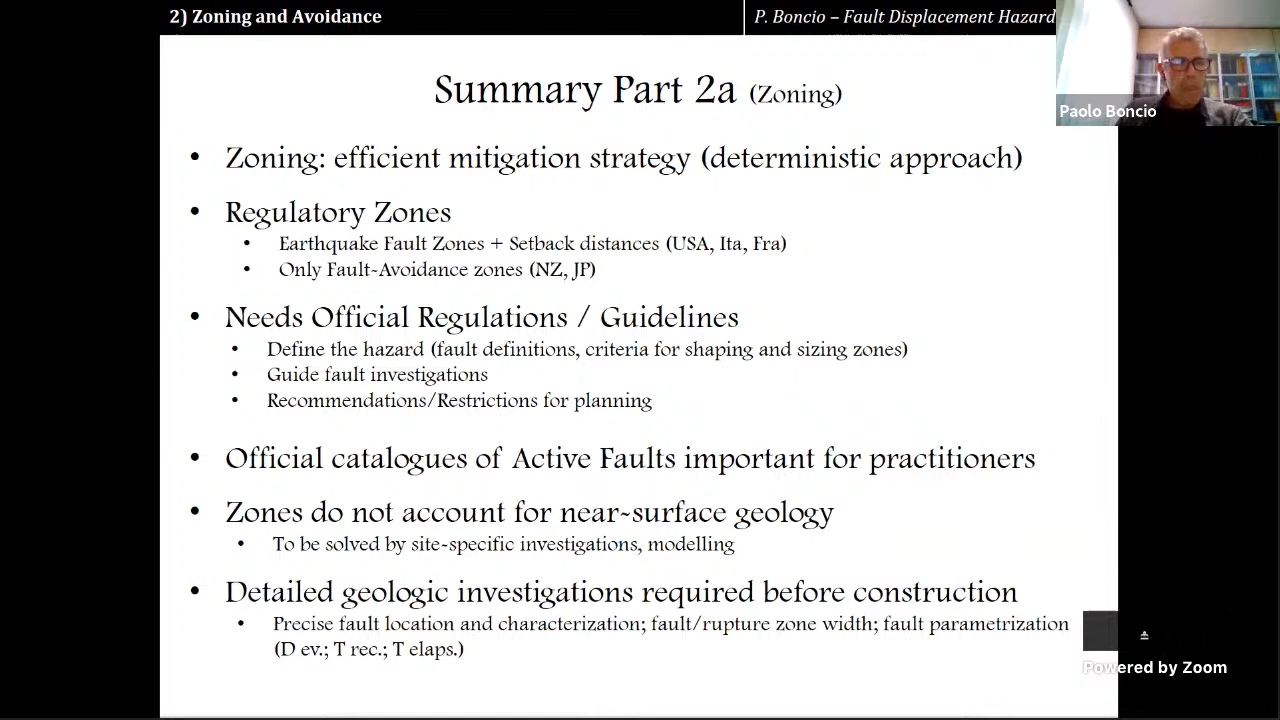 2) Zoning and Avoidance
P. Boncio – Fault Displacement Hazard
Paolo Boncio
Summary Part 2a (Zoning)
• Zoning: efficient mitigation strategy (deterministic approach)
• Regulatory Zones
• Earthquake Fault Zones + Setback distances (USA, Ita, Fra)
• Only Fault-Avoidance zones (NZ, JP)
• Needs Official Regulations / Guidelines
• Define the hazard (fault definitions, criteria for shaping and sizing zones)
• Guide fault investigations
• Recommendations/Restrictions for planning
• Official catalogues of Active Faults important for practitioners
• Zones do not account for near-surface geology
• To be solved by site-specific investigations, modelling
• Detailed geologic investigations required before construction
• Precise fault location and characterization; fault/rupture zone width; fault parametrization
(D ev.; T rec.; T elaps.)
Powered by Zoom